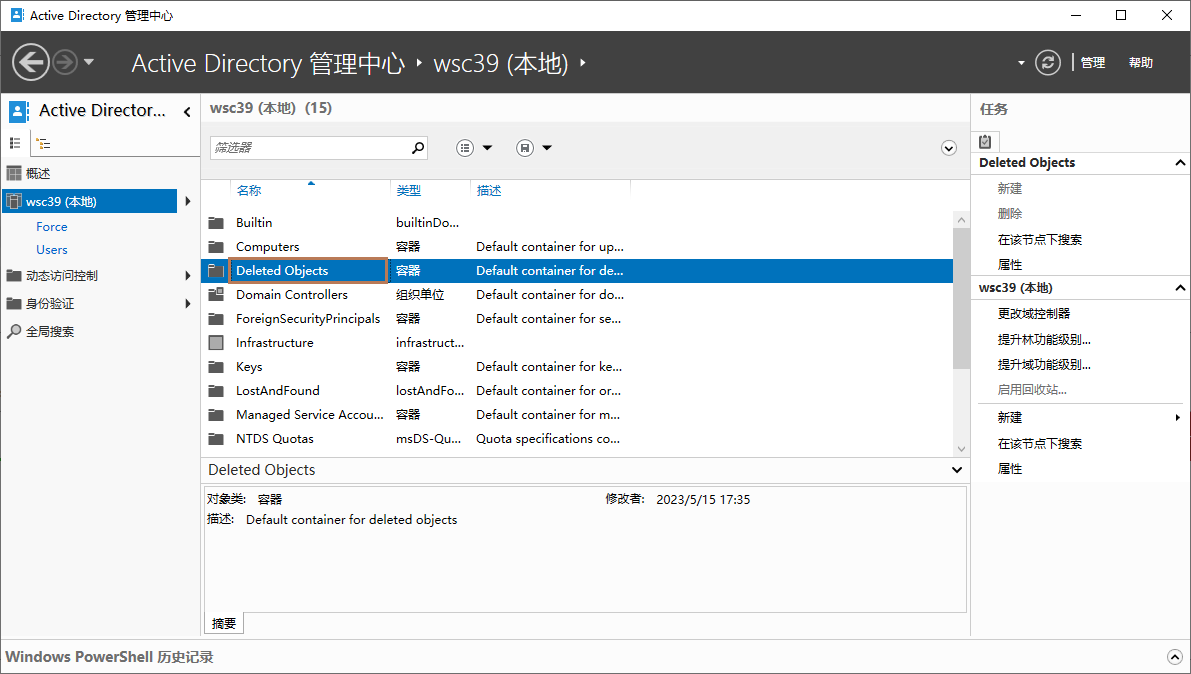 Active Directory 管理中心
Active Directory 管理中心 wsc39 (本地)
管理 帮助
Active Director...
概述
wsc39 (本地)
Force
Users
动态访问控制
身份验证
全局搜索
wsc39 (本地) (15)
筛选器
名称 类型 描述
Builtin builtinDo...
Computers 容器 Default container for up...
Deleted Objects 容器 Default container for de...
Domain Controllers 组织单位 Default container for do...
ForeignSecurityPrincipals 容器 Default container for se...
Infrastructure infrastruct...
Keys 容器 Default container for ke...
LostAndFound lostAndFo... Default container for or...
Managed Service Accou... 容器 Default container for m...
NTDS Quotas msDS-Qu... Quota specifications co...
Deleted Objects
对象类: 容器 修改者: 2023/5/15 17:35
描述: Default container for deleted objects
摘要
任务
Deleted Objects
新建
删除
在该节点下搜索
属性
wsc39 (本地)
更改域控制器
提升林功能级别...
提升域功能级别...
启用回收站...
新建
在该节点下搜索
属性
Windows PowerShell 历史记录